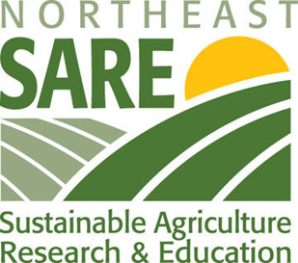 NORTHEAST
SARE
Sustainable Agriculture
Research & Education